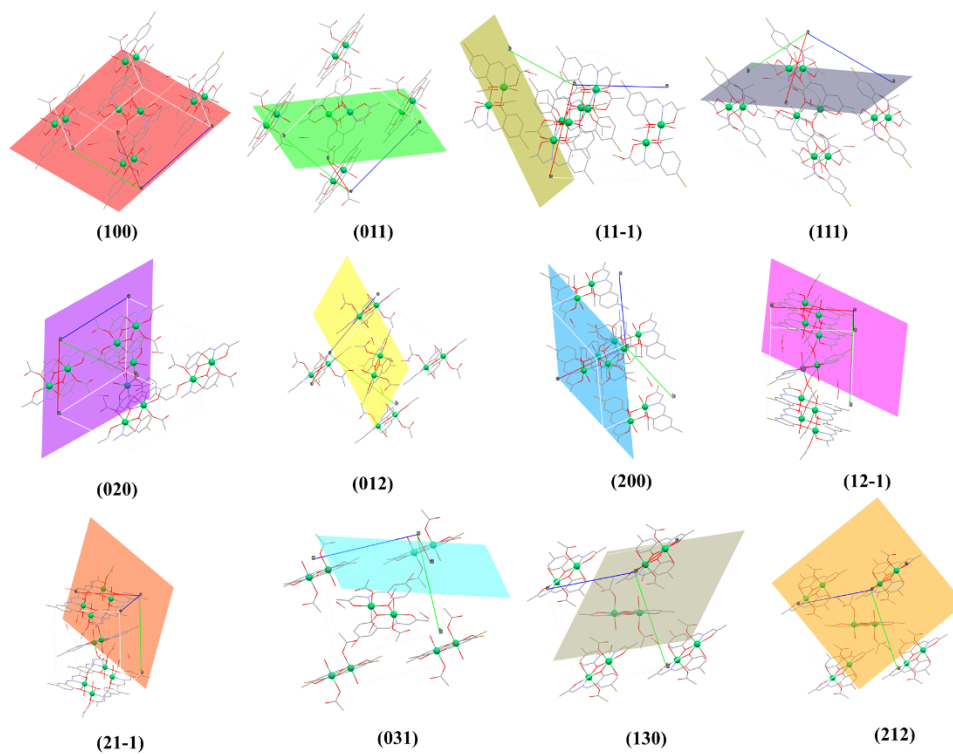 (100) (011) (11-1) (111)
(020) (012) (200) (12-1)
(21-1) (031) (130) (212)